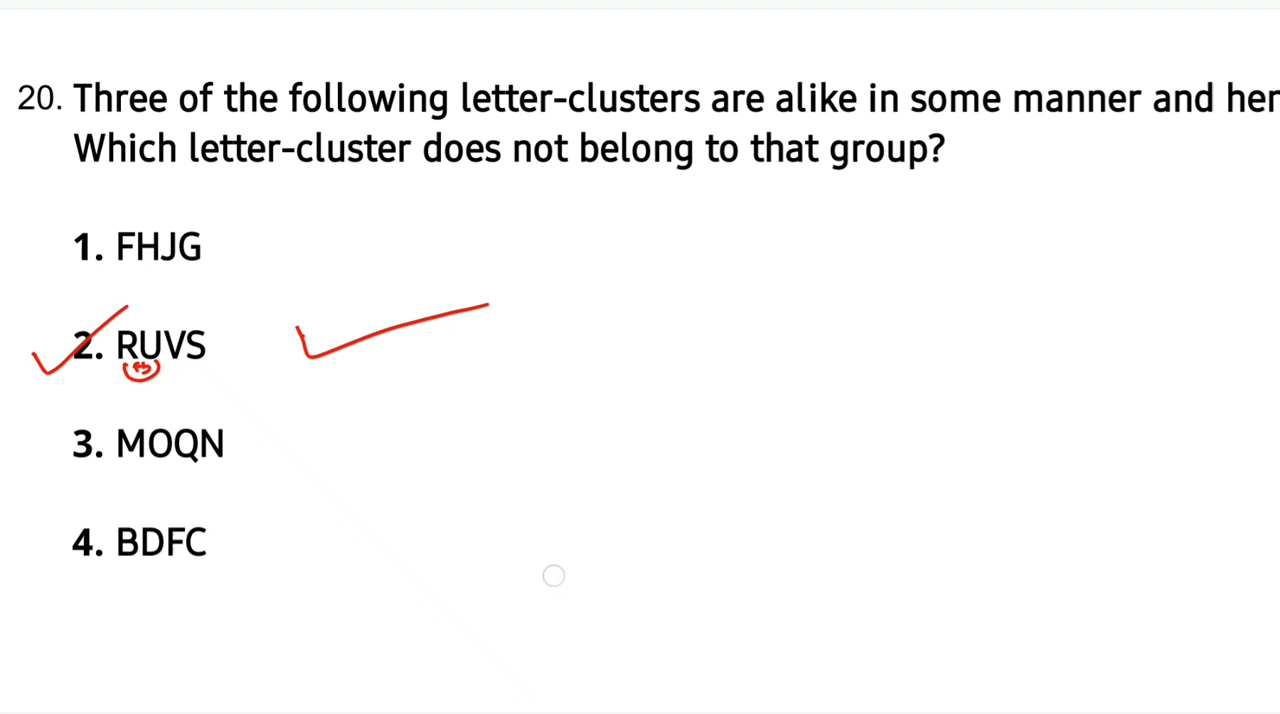 20. Three of the following letter-clusters are alike in some manner and her
Which letter-cluster does not belong to that group?
1. FHJG
2. RUVS
+3
3. MOQN
4. BDFC